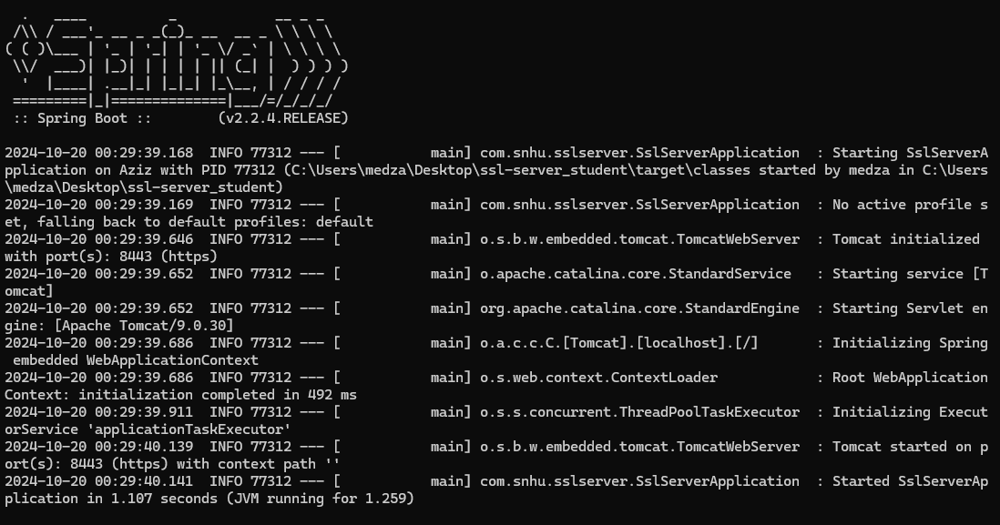 .   ____          _            __ _ _
 /\\ / ___'_ __ _ _(_)_ __  __ _ \ \ \ \
( ( )\___ | '_ | '_| | '_ \/ _` | \ \ \ \
 \\/  ___)| |_)| | | | | || (_| |  ) ) ) )
  '  |____| .__|_| |_|_| |_\__, | / / / /
 =========|_|==============|___/=/_/_/_/
 :: Spring Boot ::        (v2.2.4.RELEASE)

2024-10-20 00:29:39.168  INFO 77312 --- [           main] com.snhu.sslserver.SslServerApplication  : Starting SslServerA
pplication on Aziz with PID 77312 (C:\Users\medza\Desktop\ssl-server_student\target\classes started by medza in C:\Users
\medza\Desktop\ssl-server_student)
2024-10-20 00:29:39.169  INFO 77312 --- [           main] com.snhu.sslserver.SslServerApplication  : No active profile s
et, falling back to default profiles: default
2024-10-20 00:29:39.646  INFO 77312 --- [           main] o.s.b.w.embedded.tomcat.TomcatWebServer  : Tomcat initialized 
with port(s): 8443 (https)
2024-10-20 00:29:39.652  INFO 77312 --- [           main] o.apache.catalina.core.StandardService   : Starting service [T
omcat]
2024-10-20 00:29:39.652  INFO 77312 --- [           main] org.apache.catalina.core.StandardEngine  : Starting Servlet en
gine: [Apache Tomcat/9.0.30]
2024-10-20 00:29:39.686  INFO 77312 --- [           main] o.a.c.c.C.[Tomcat].[localhost].[/]       : Initializing Spring
 embedded WebApplicationContext
2024-10-20 00:29:39.686  INFO 77312 --- [           main] o.s.web.context.ContextLoader            : Root WebApplication
Context: initialization completed in 492 ms
2024-10-20 00:29:39.911  INFO 77312 --- [           main] o.s.s.concurrent.ThreadPoolTaskExecutor  : Initializing Execut
orService 'applicationTaskExecutor'
2024-10-20 00:29:40.139  INFO 77312 --- [           main] o.s.b.w.embedded.tomcat.TomcatWebServer  : Tomcat started on p
ort(s): 8443 (https) with context path ''
2024-10-20 00:29:40.141  INFO 77312 --- [           main] com.snhu.sslserver.SslServerApplication  : Started SslServerAp
plication in 1.107 seconds (JVM running for 1.259)